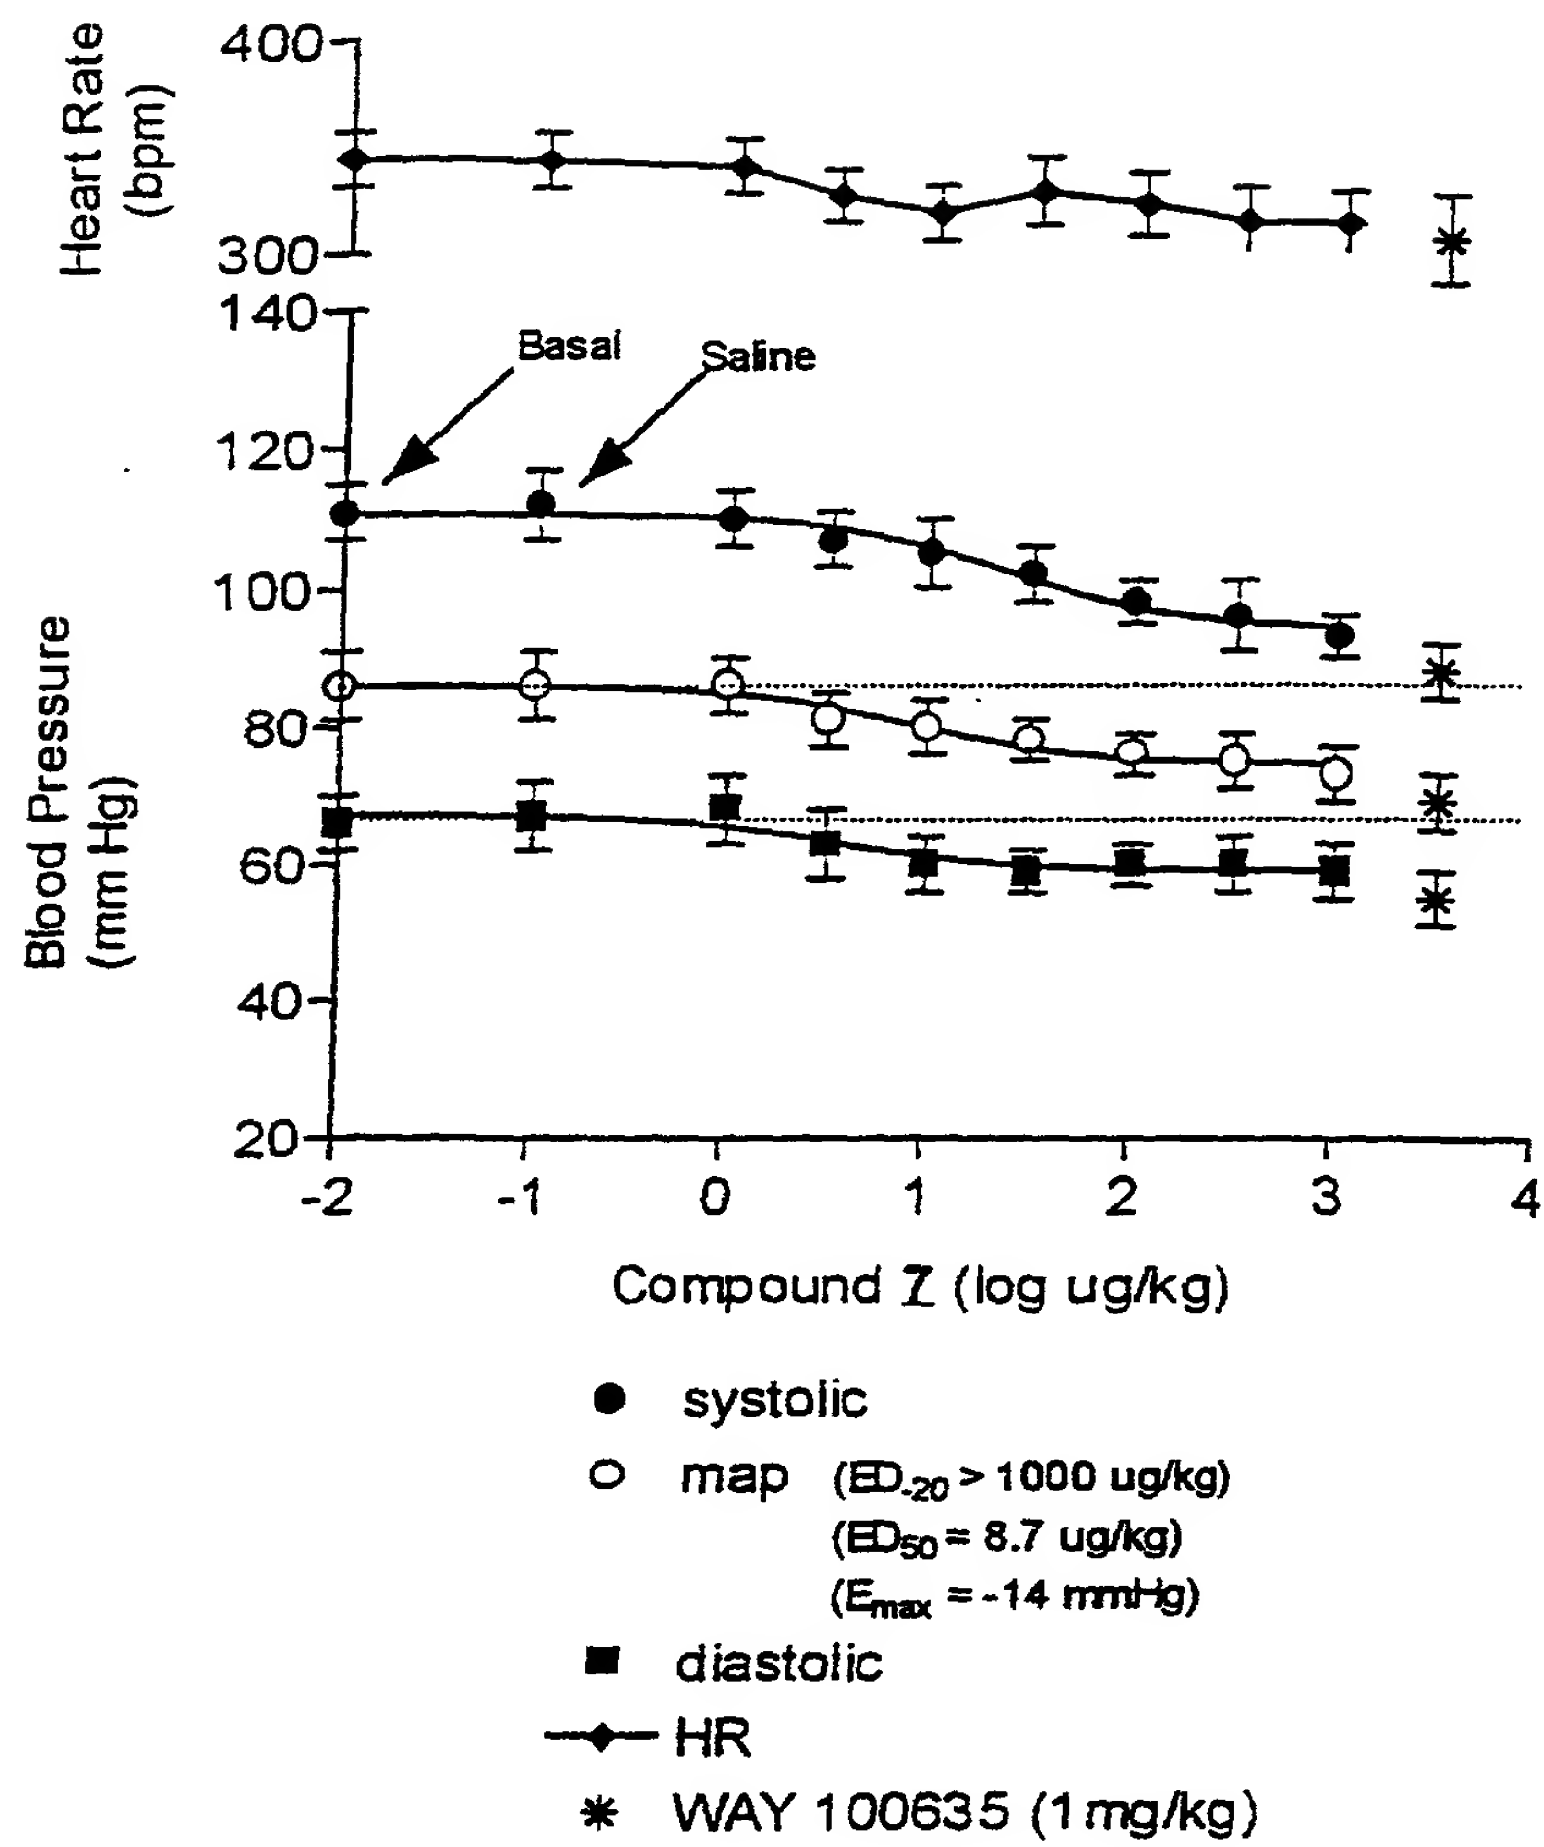 Heart Rate
(bpm)
400
300
140
Basal
Saline
120
100
80
60
40
20
Blood Pressure
(mm Hg)
-2 -1 0 1 2 3 4
Compound 7 (log ug/kg)
systolic
map (ED-20 > 1000 ug/kg)
(ED50 = 8.7 ug/kg)
(Emax = -14 mmHg)
diastolic
HR
WAY 100635 (1mg/kg)